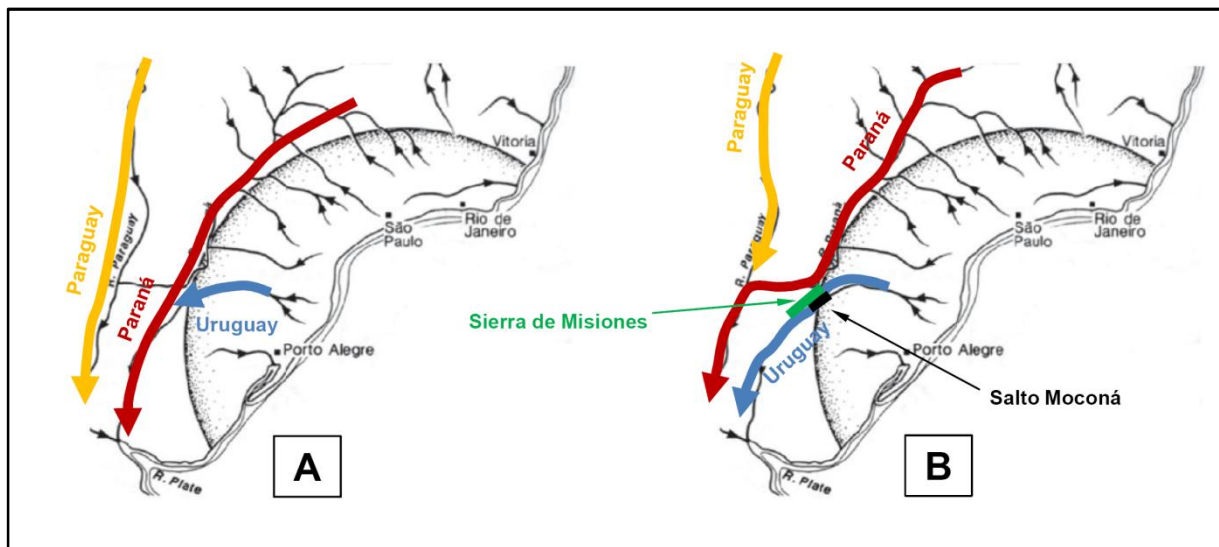 Paraguay
R. Paraguay
Paraná
Uruguay
Vitoria
São
Paulo
Rio de
Janeiro
Porto Alegre
R. Plate
A
Paraguay
R. Paraguay
Paraná
R. Paraná
Uruguay
Vitoria
São
Paulo
Rio de
Janeiro
Sierra de Misiones
Porto Alegre
Salto Moconá
R. Plate
B